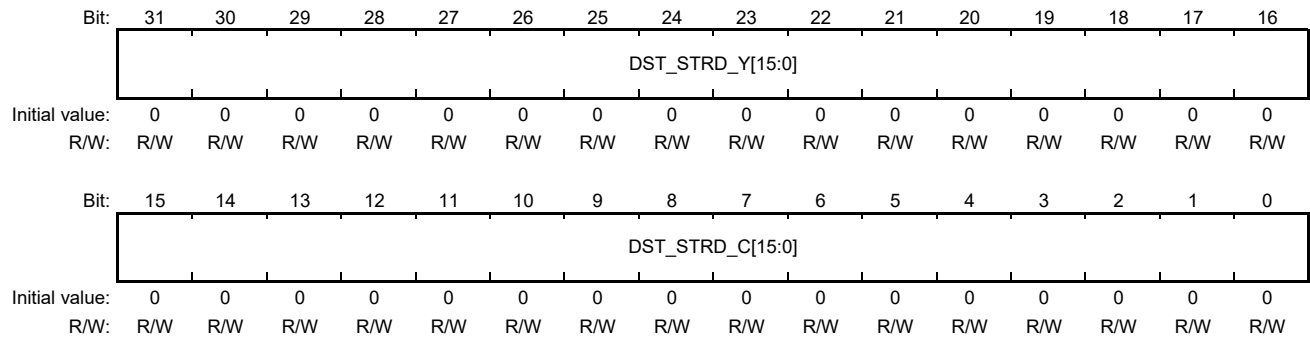 Bit: 31 30 29 28 27 26 25 24 23 22 21 20 19 18 17 16
DST_STRD_Y[15:0]
Initial value: 0 0 0 0 0 0 0 0 0 0 0 0 0 0 0 0
R/W: R/W R/W R/W R/W R/W R/W R/W R/W R/W R/W R/W R/W R/W R/W R/W R/W
Bit: 15 14 13 12 11 10 9 8 7 6 5 4 3 2 1 0
DST_STRD_C[15:0]
Initial value: 0 0 0 0 0 0 0 0 0 0 0 0 0 0 0 0
R/W: R/W R/W R/W R/W R/W R/W R/W R/W R/W R/W R/W R/W R/W R/W R/W R/W